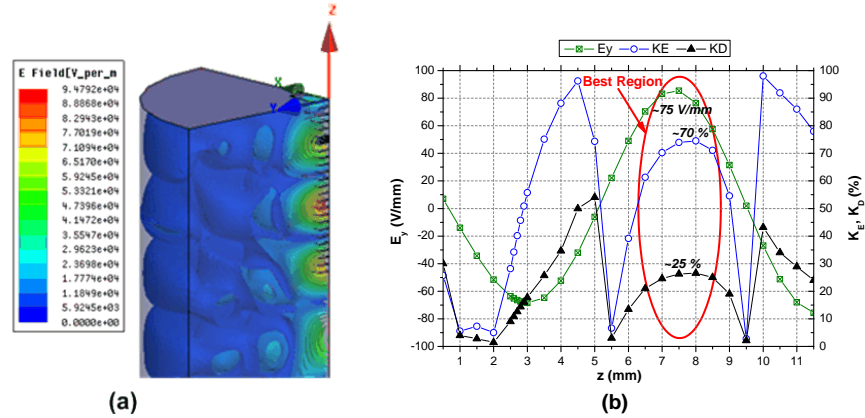 E Field[V_per_m
9.4792e+04
8.8868e+04
8.2943e+04
7.7019e+04
7.1094e+04
6.5170e+04
5.9245e+04
5.3321e+04
4.7396e+04
4.1472e+04
3.5547e+04
2.9623e+04
2.3698e+04
1.7774e+04
1.1849e+04
5.9245e+03
0.0000e+00
Z
X
Y
(a)
Ey KE KD
Best Region
~75 V/mm
~70 %
~25 %
100
80
60
40
20
0
-20
-40
-60
-80
-100
E_y (V/mm)
100
90
80
70
60
50
40
30
20
10
0
K_E, K_D (%)
1 2 3 4 5 6 7 8 9 10 11
z (mm)
(b)